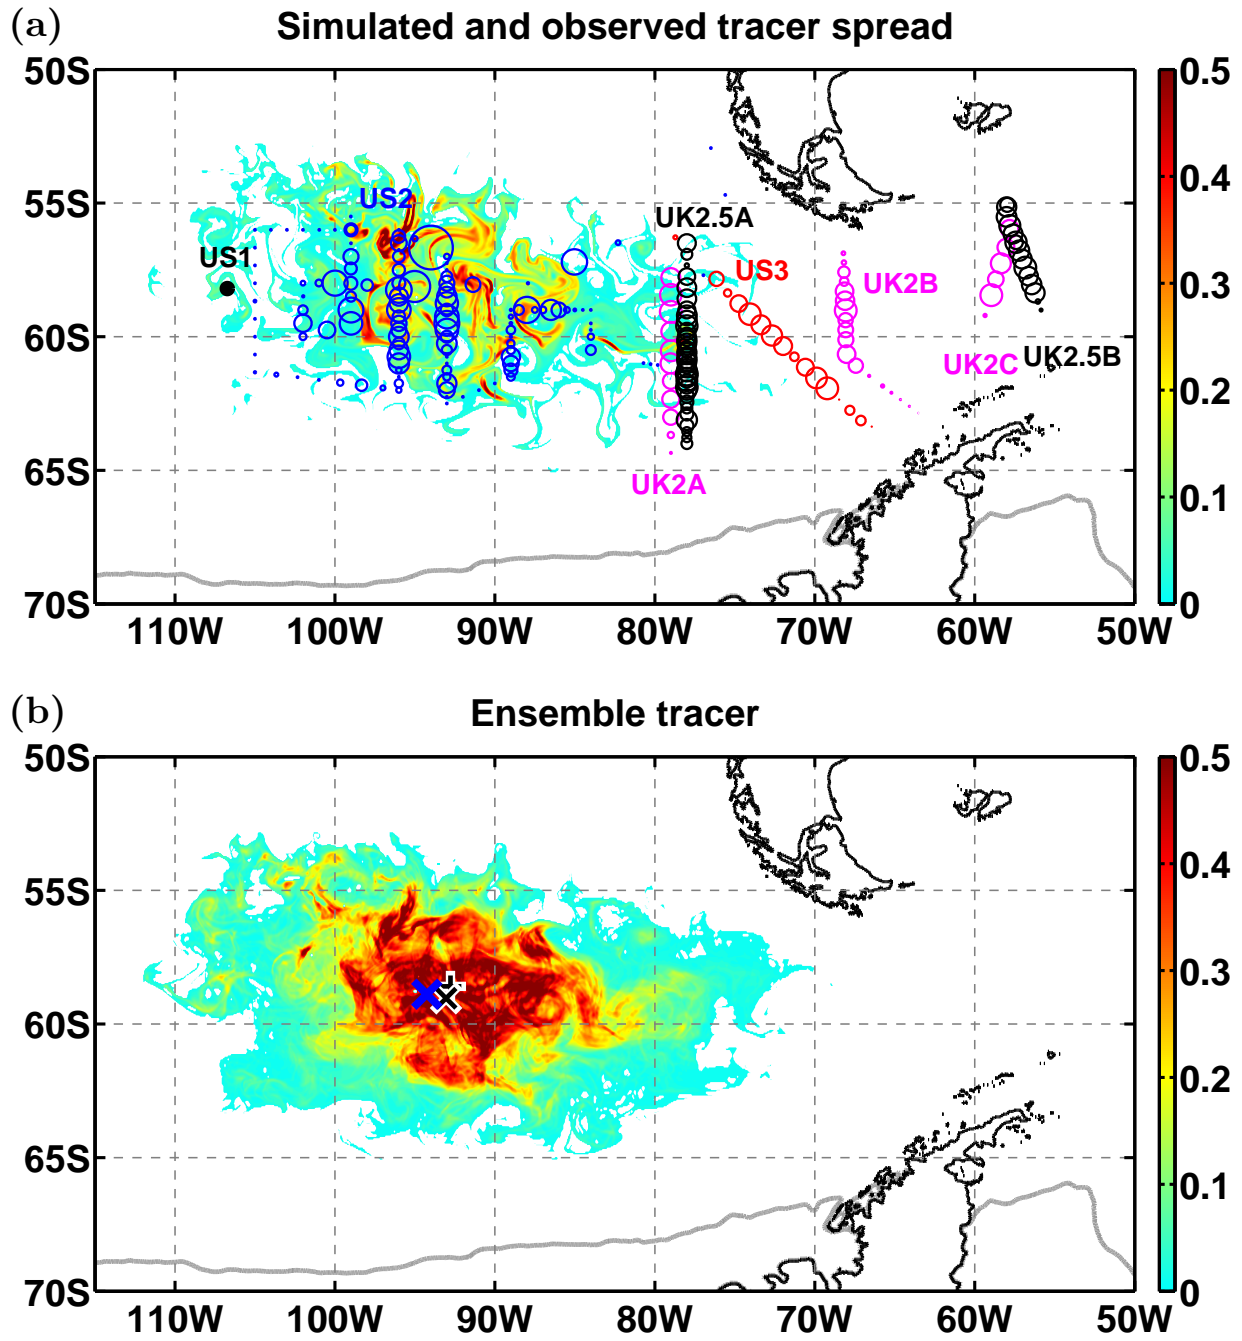 (a)
Simulated and observed tracer spread
50S
55S
60S
65S
70S
110W
100W
90W
80W
70W
60W
50W
0.5
0.4
0.3
0.2
0.1
0
US1
US2
UK2.5A
US3
UK2B
UK2C
UK2.5B
UK2A
(b)
Ensemble tracer
50S
55S
60S
65S
70S
110W
100W
90W
80W
70W
60W
50W
0.5
0.4
0.3
0.2
0.1
0